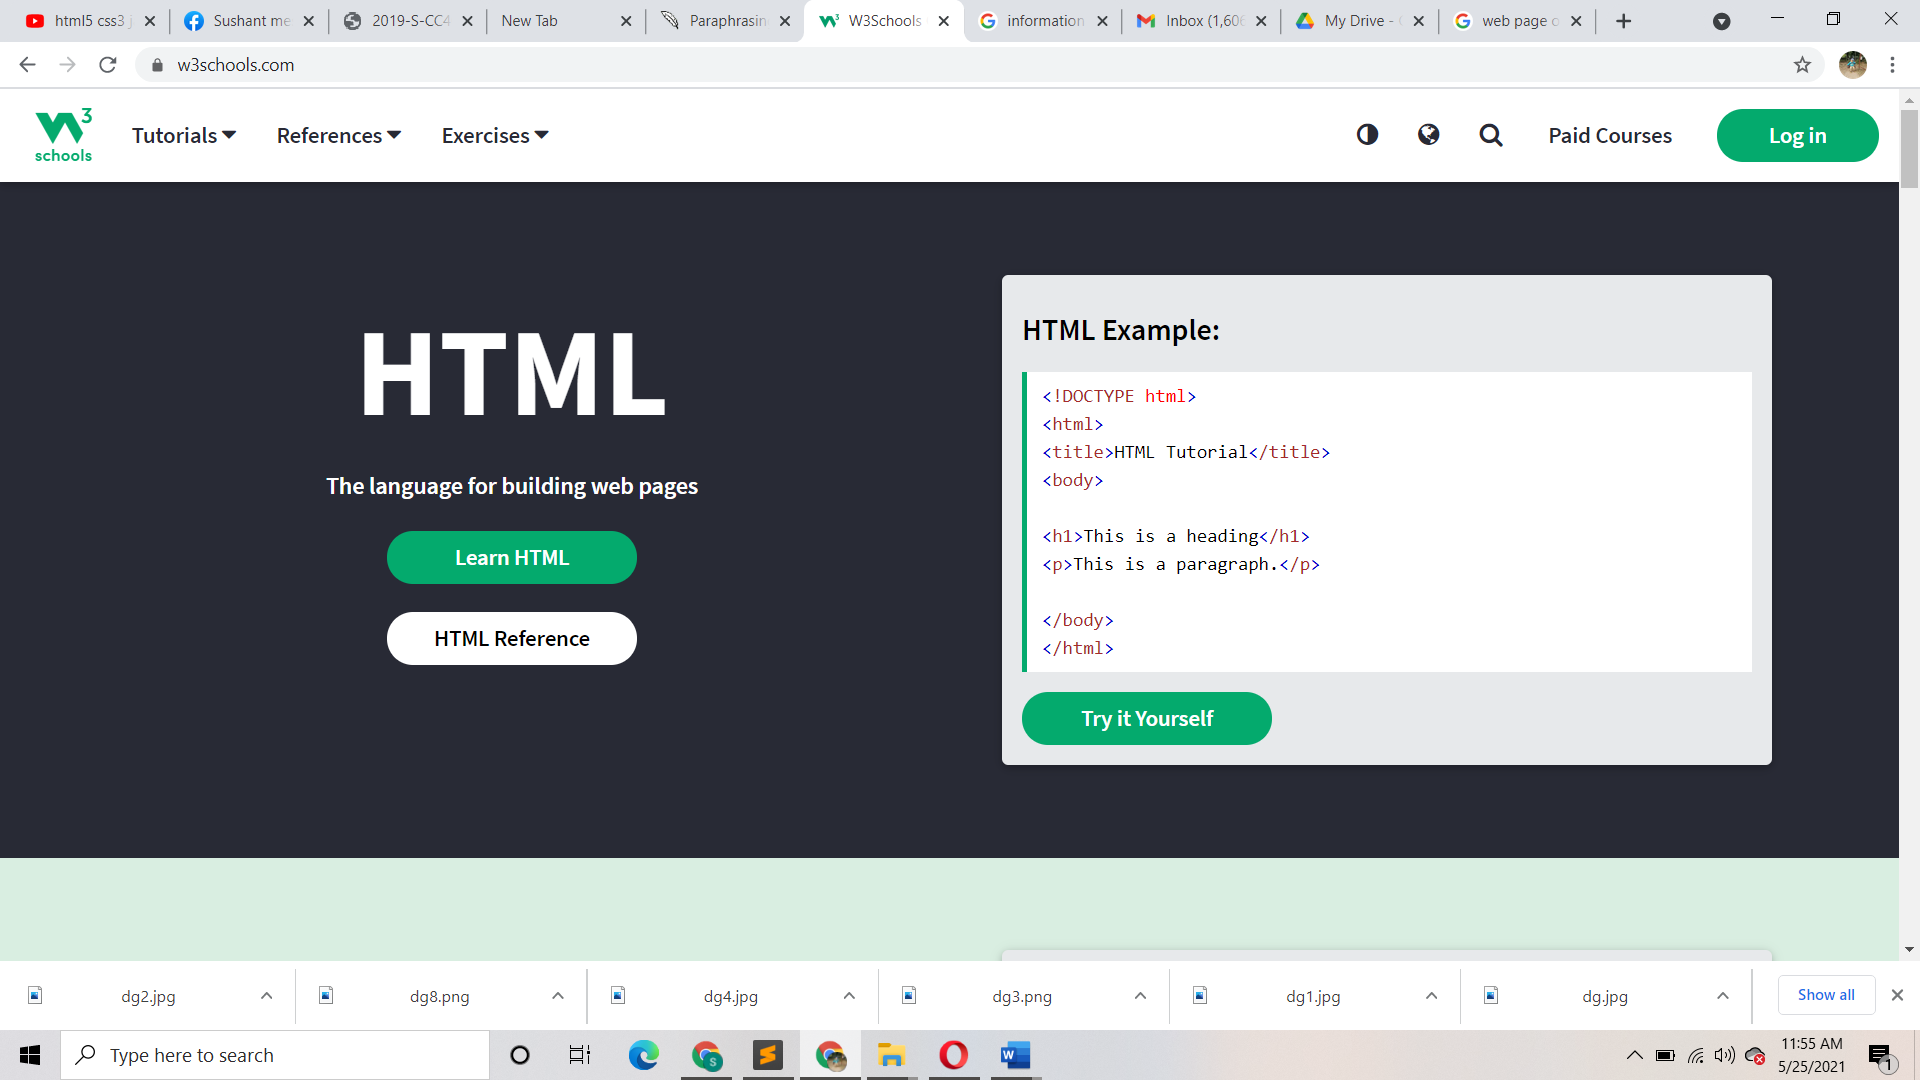 html5 css3 j
Sushant me
2019-S-CC4
New Tab
Paraphrasin
W3Schools
information
Inbox (1,606
My Drive -
web page o
w3schools.com
W3
schools
Tutorials
References
Exercises
Paid Courses
Log in
HTML
The language for building web pages
Learn HTML
HTML Reference
HTML Example:
<!DOCTYPE html>
<html>
<title>HTML Tutorial</title>
<body>
<h1>This is a heading</h1>
<p>This is a paragraph.</p>
</body>
</html>
Try it Yourself
dg2.jpg
dg8.png
dg4.jpg
dg3.png
dg1.jpg
dg.jpg
Show all
Type here to search
S
W
11:55 AM
5/25/2021
1